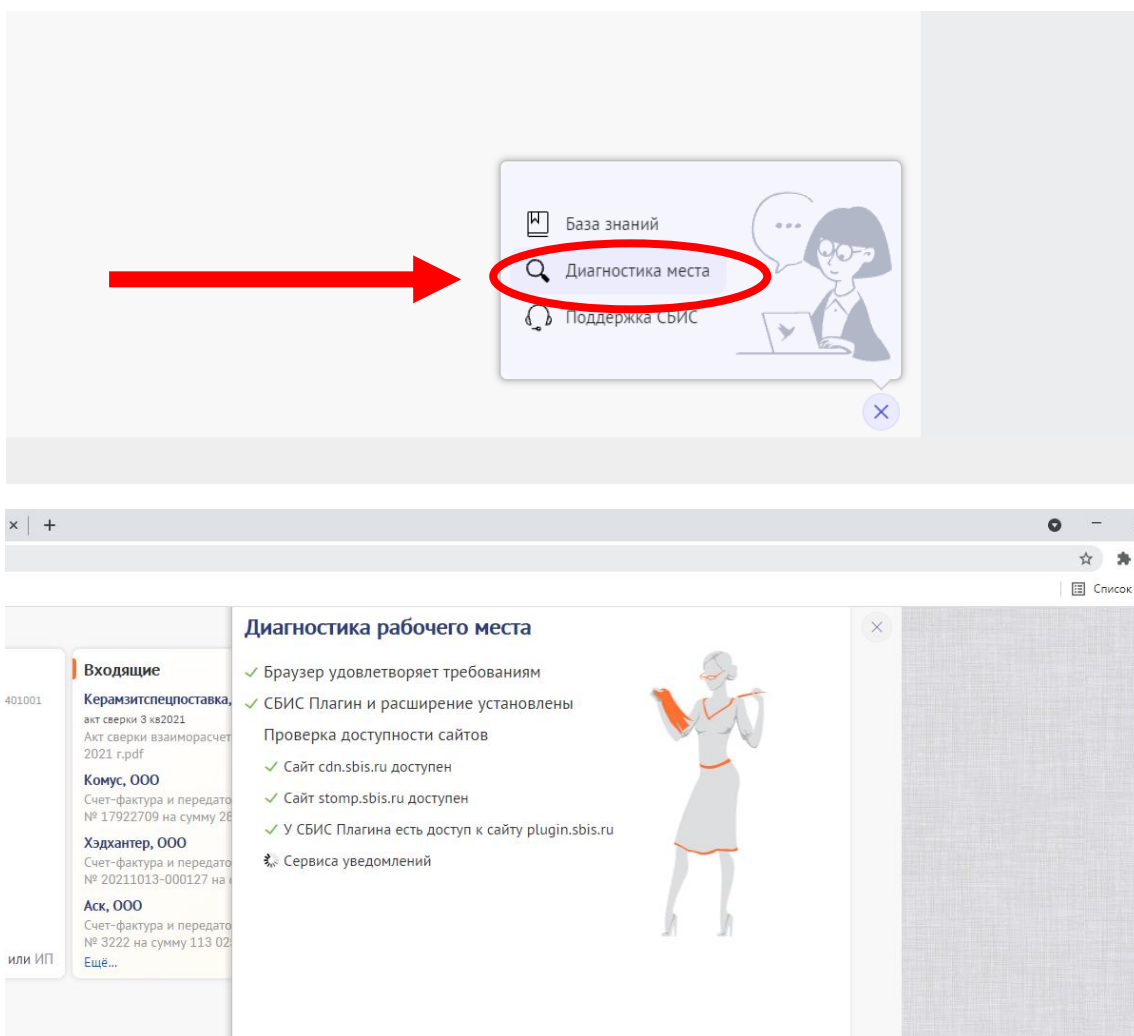 База знаний
Диагностика места
Поддержка СБИС
Список
Диагностика рабочего места
Браузер удовлетворяет требованиям
СБИС Плагин и расширение установлены
Проверка доступности сайтов
Сайт cdn.sbis.ru доступен
Сайт stomp.sbis.ru доступен
У СБИС Плагина есть доступ к сайту plugin.sbis.ru
Сервиса уведомлений
401001
или ИП
Входящие
Керамзитспецпоставка,
акт сверки 3 кв2021
Акт сверки взаиморасчет
2021 г.pdf
Комус, ООО
Счет-фактура и передато
№ 17922709 на сумму 28
Хэдхантер, ООО
Счет-фактура и передато
№ 20211013-000127 на
Аск, ООО
Счет-фактура и передато
№ 3222 на сумму 113 02
Ещё...